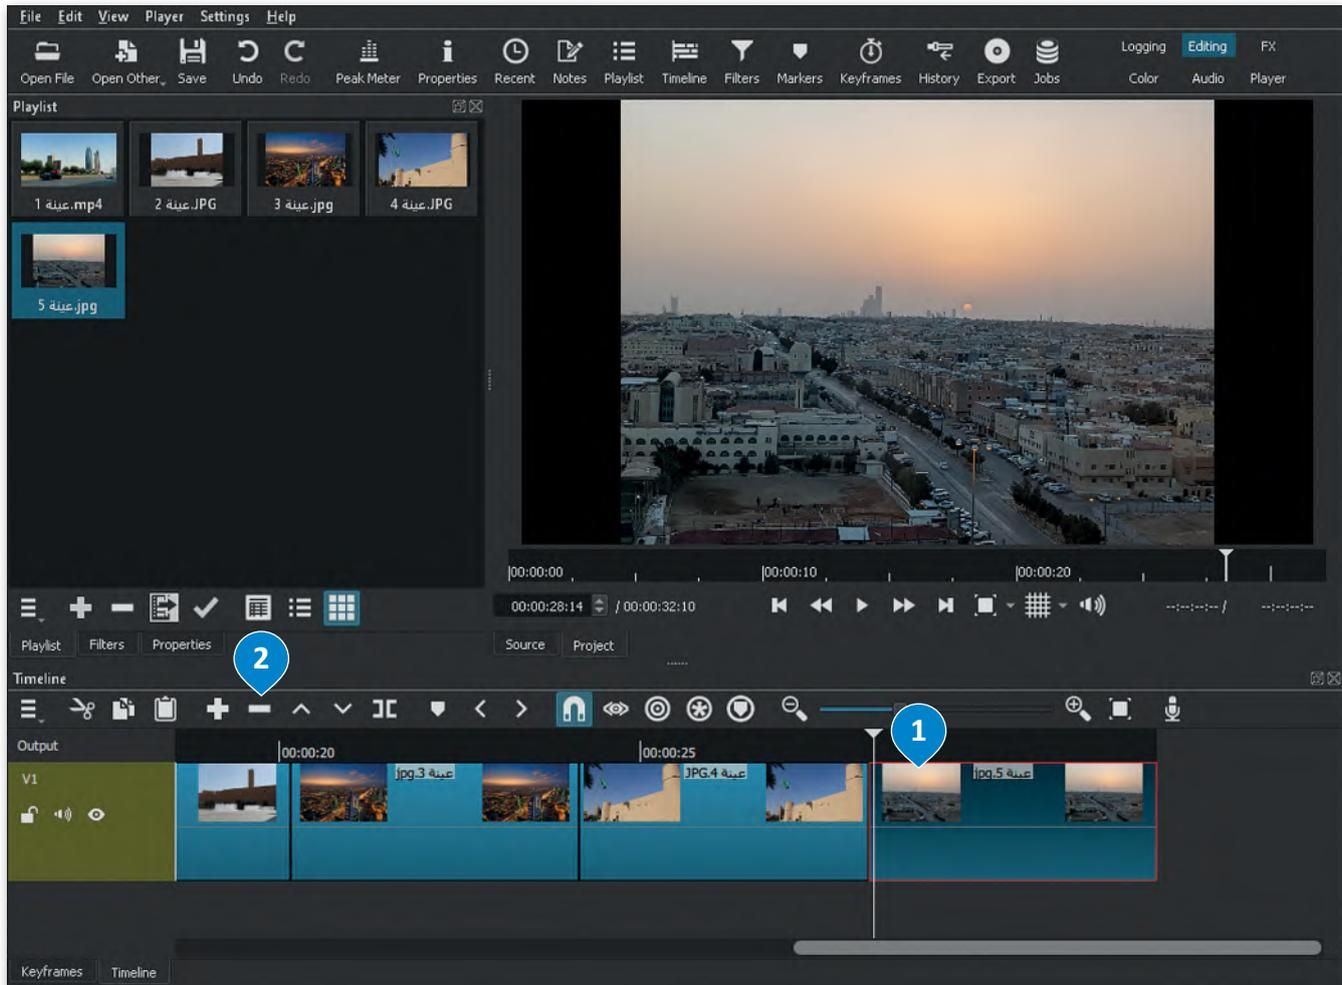 File Edit View Player Settings Help
Open File Open Other Save Undo Redo Peak Meter Properties Recent Notes Playlist Timeline Filters Markers Keyframes History Export Jobs
Logging Editing FX
Color Audio Player
Playlist
عينة 1.mp4 عينة 2.JPG عينة 3.jpg عينة 4.JPG
عينة 5.jpg
00:00:00 00:00:10 00:00:20
00:00:28:14 / 00:00:32:10 --:--:--:-- / --:--:--:--
Playlist Filters Properties
Source Project
2
Timeline
1
Output 00:00:20 00:00:25
V1
عينة 3.jpg عينة 4.JPG عينة 5.jpg
Keyframes Timeline